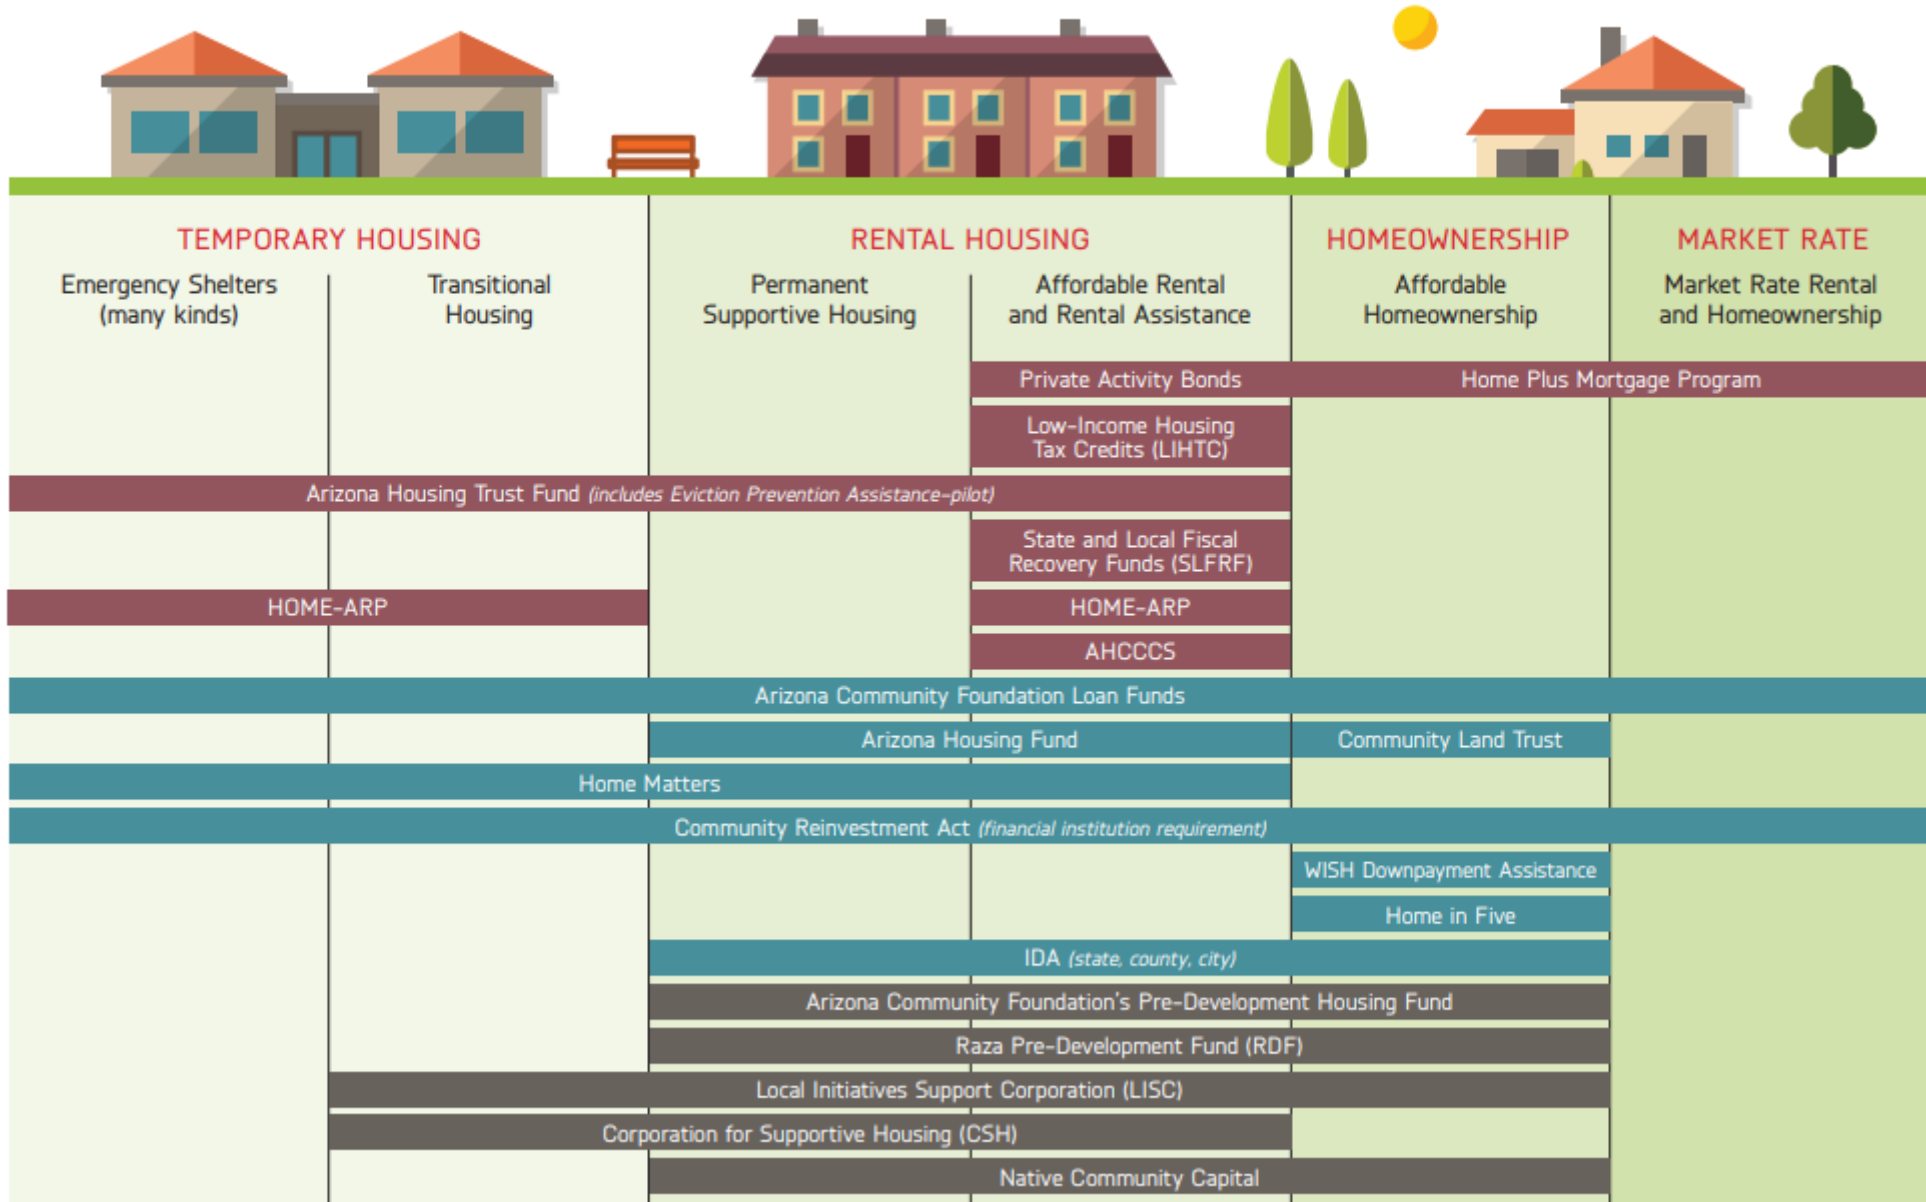 TEMPORARY HOUSING
Emergency Shelters
(many kinds)
Transitional
Housing
RENTAL HOUSING
Permanent
Supportive Housing
Affordable Rental
and Rental Assistance
HOMEOWNERSHIP
Affordable
Homeownership
MARKET RATE
Market Rate Rental
and Homeownership
Private Activity Bonds
Home Plus Mortgage Program
Low-Income Housing
Tax Credits (LIHTC)
Arizona Housing Trust Fund (includes Eviction Prevention Assistance-pilot)
State and Local Fiscal
Recovery Funds (SLFRF)
HOME-ARP
HOME-ARP
AHCCCS
Arizona Community Foundation Loan Funds
Arizona Housing Fund
Community Land Trust
Home Matters
Community Reinvestment Act (financial institution requirement)
WISH Downpayment Assistance
Home in Five
IDA (state, county, city)
Arizona Community Foundation's Pre-Development Housing Fund
Raza Pre-Development Fund (RDF)
Local Initiatives Support Corporation (LISC)
Corporation for Supportive Housing (CSH)
Native Community Capital